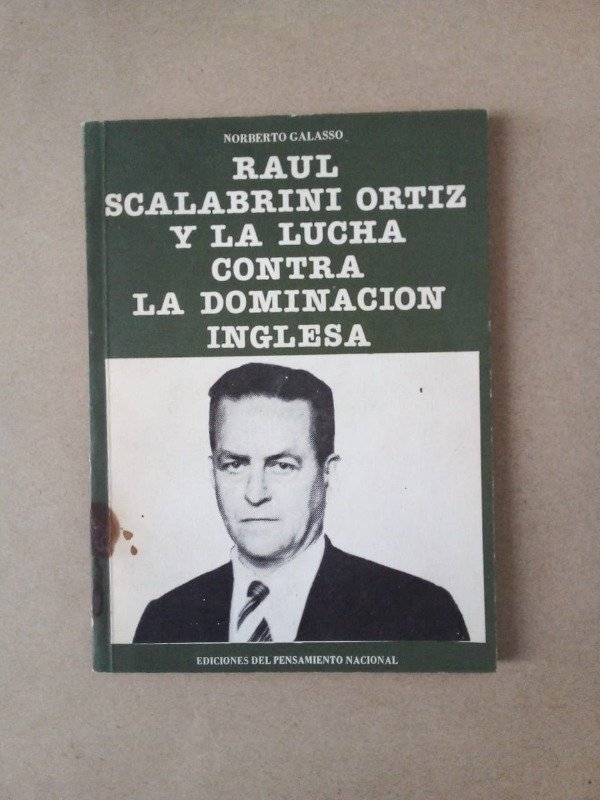 NORBERTO GALASSO
RAUL
SCALABRINI ORTIZ
Y LA LUCHA
CONTRA
LA DOMINACION
INGLESA
EDICIONES DEL PENSAMIENTO NACIONAL